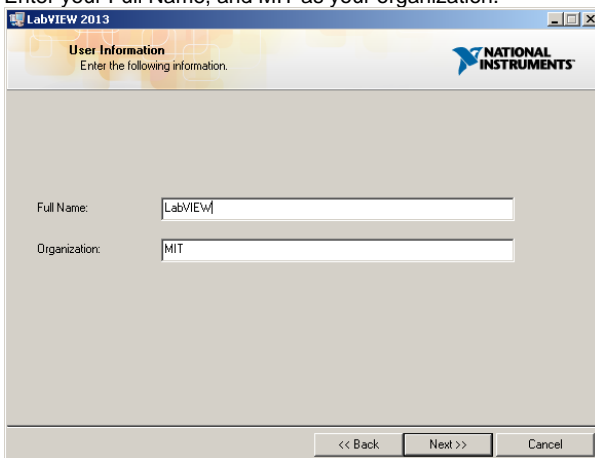 Enter your Full Name, and MIT as your organization.
LabVIEW 2013
User Information
Enter the following information.
NATIONAL
INSTRUMENTS
Full Name:
LabVIEW
Organization:
MIT
<< Back
Next >>
Cancel